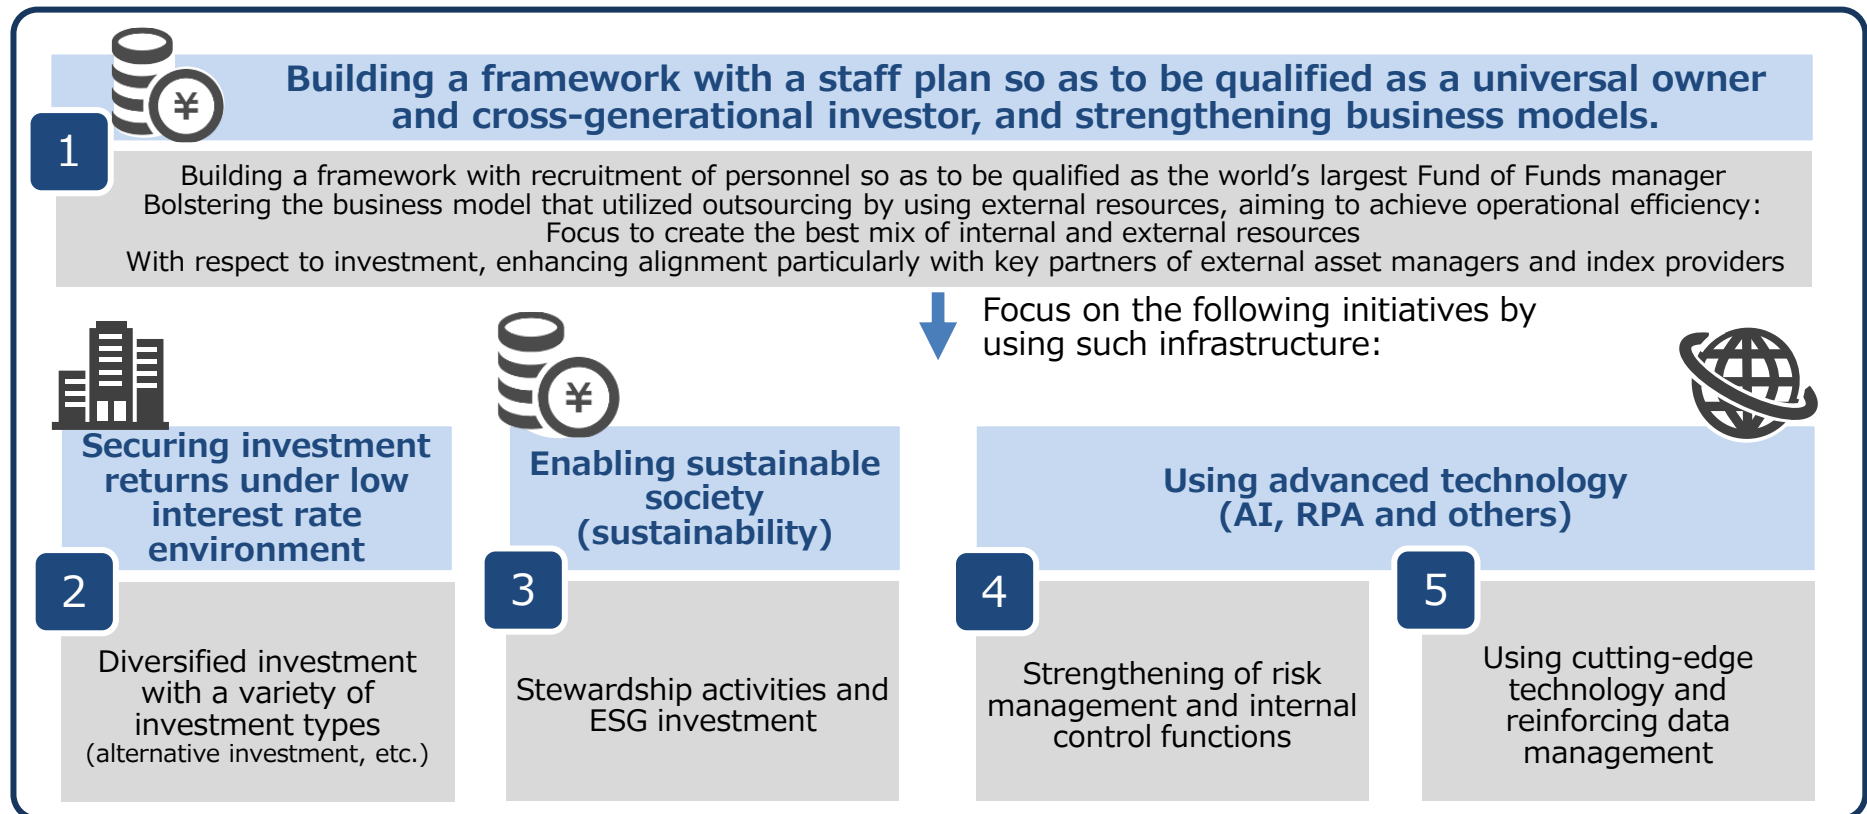 Building a framework with a staff plan so as to be qualified as a universal owner
and cross-generational investor, and strengthening business models.
1
Building a framework with recruitment of personnel so as to be qualified as the world’s largest Fund of Funds manager
Bolstering the business model that utilized outsourcing by using external resources, aiming to achieve operational efficiency:
Focus to create the best mix of internal and external resources
With respect to investment, enhancing alignment particularly with key partners of external asset managers and index providers
Focus on the following initiatives by
using such infrastructure:
Securing investment
returns under low
interest rate
environment
2
Diversified investment
with a variety of
investment types
(alternative investment, etc.)
Enabling sustainable
society
(sustainability)
3
Stewardship activities and
ESG investment
Using advanced technology
(AI, RPA and others)
4
Strengthening of risk
management and internal
control functions
5
Using cutting-edge
technology and
reinforcing data
management
¥
¥